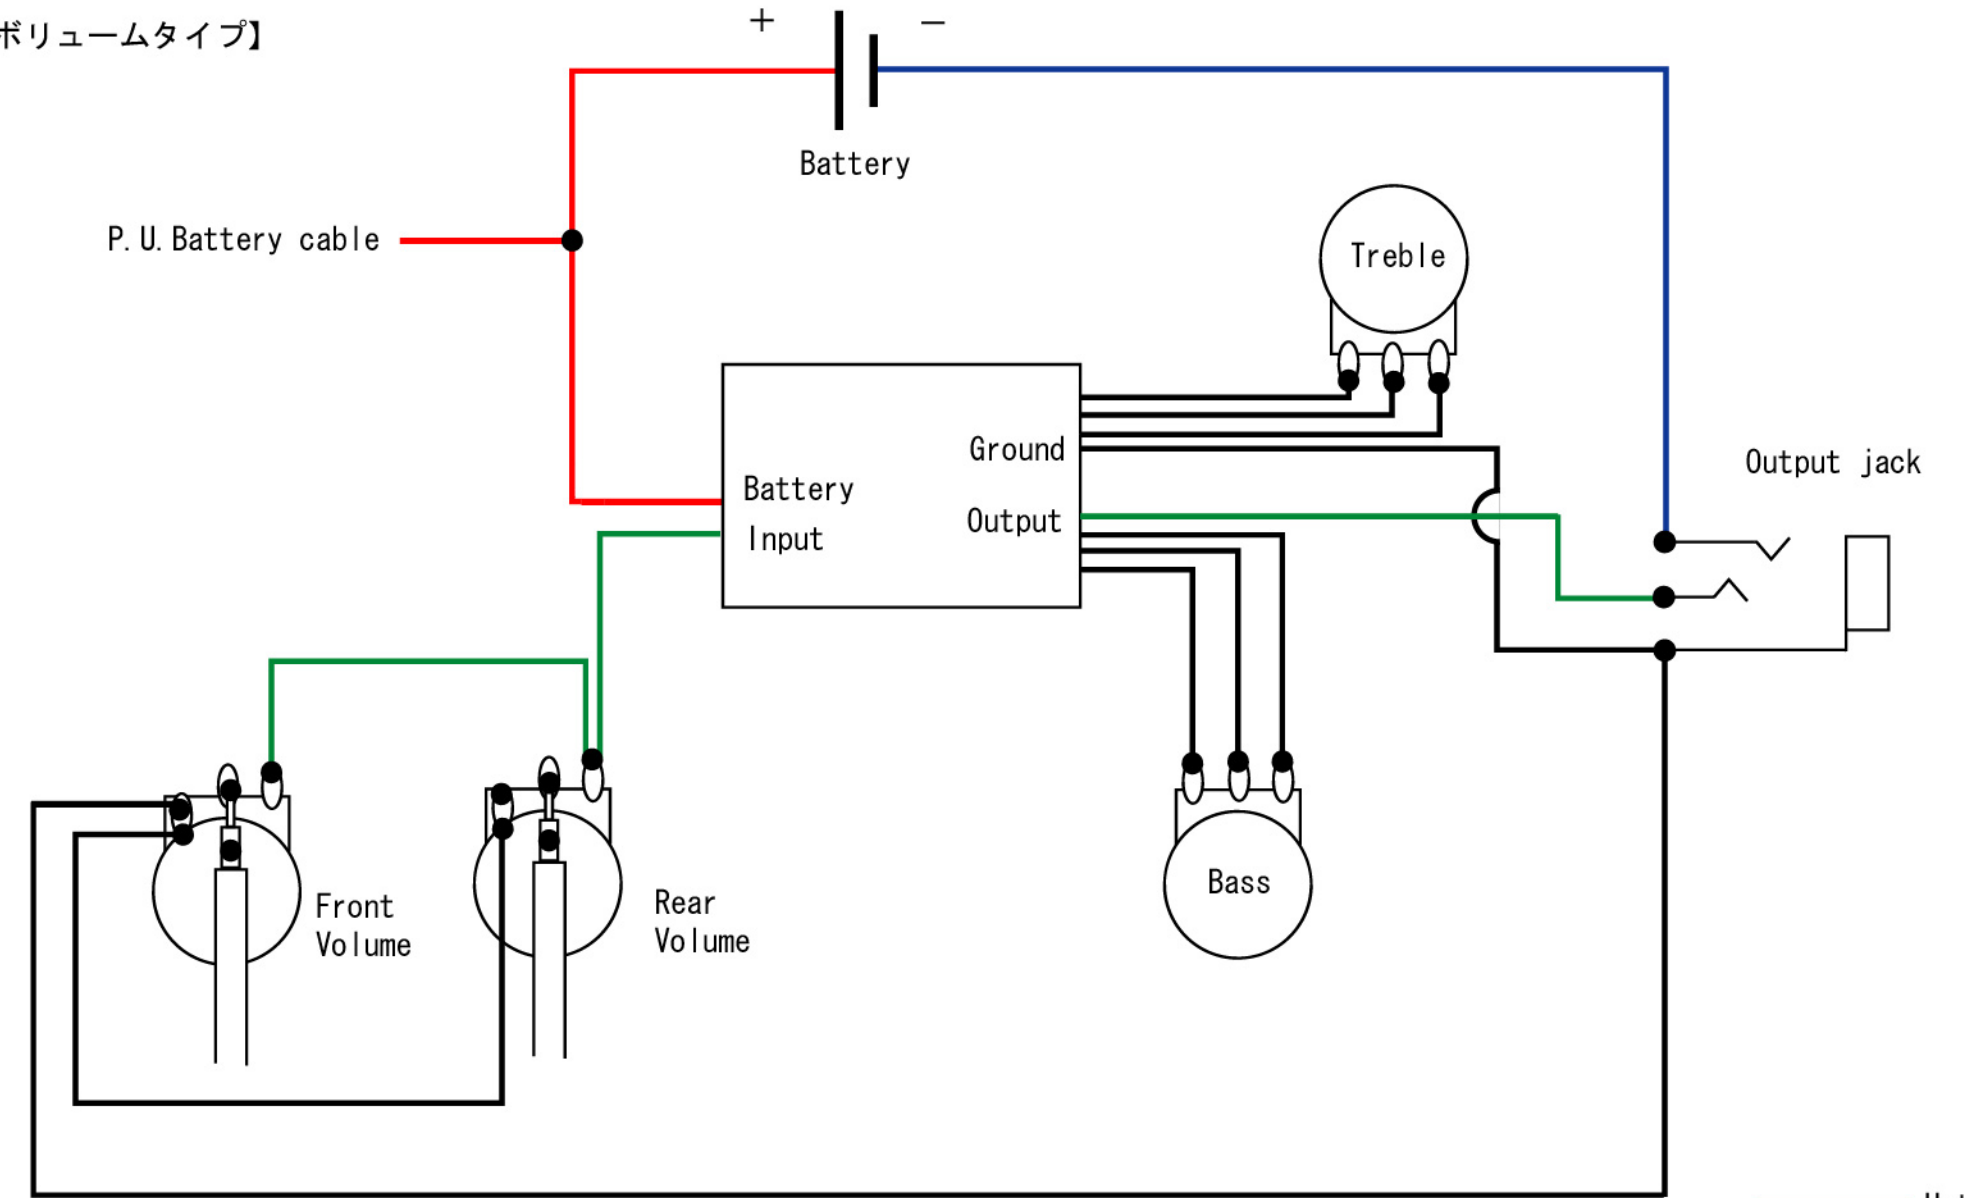 ボリュームタイプ】
+ −
Battery
P.U.Battery cable
Treble
Ground
Output jack
Battery
Output
Input
Front
Volume
Rear
Volume
Bass